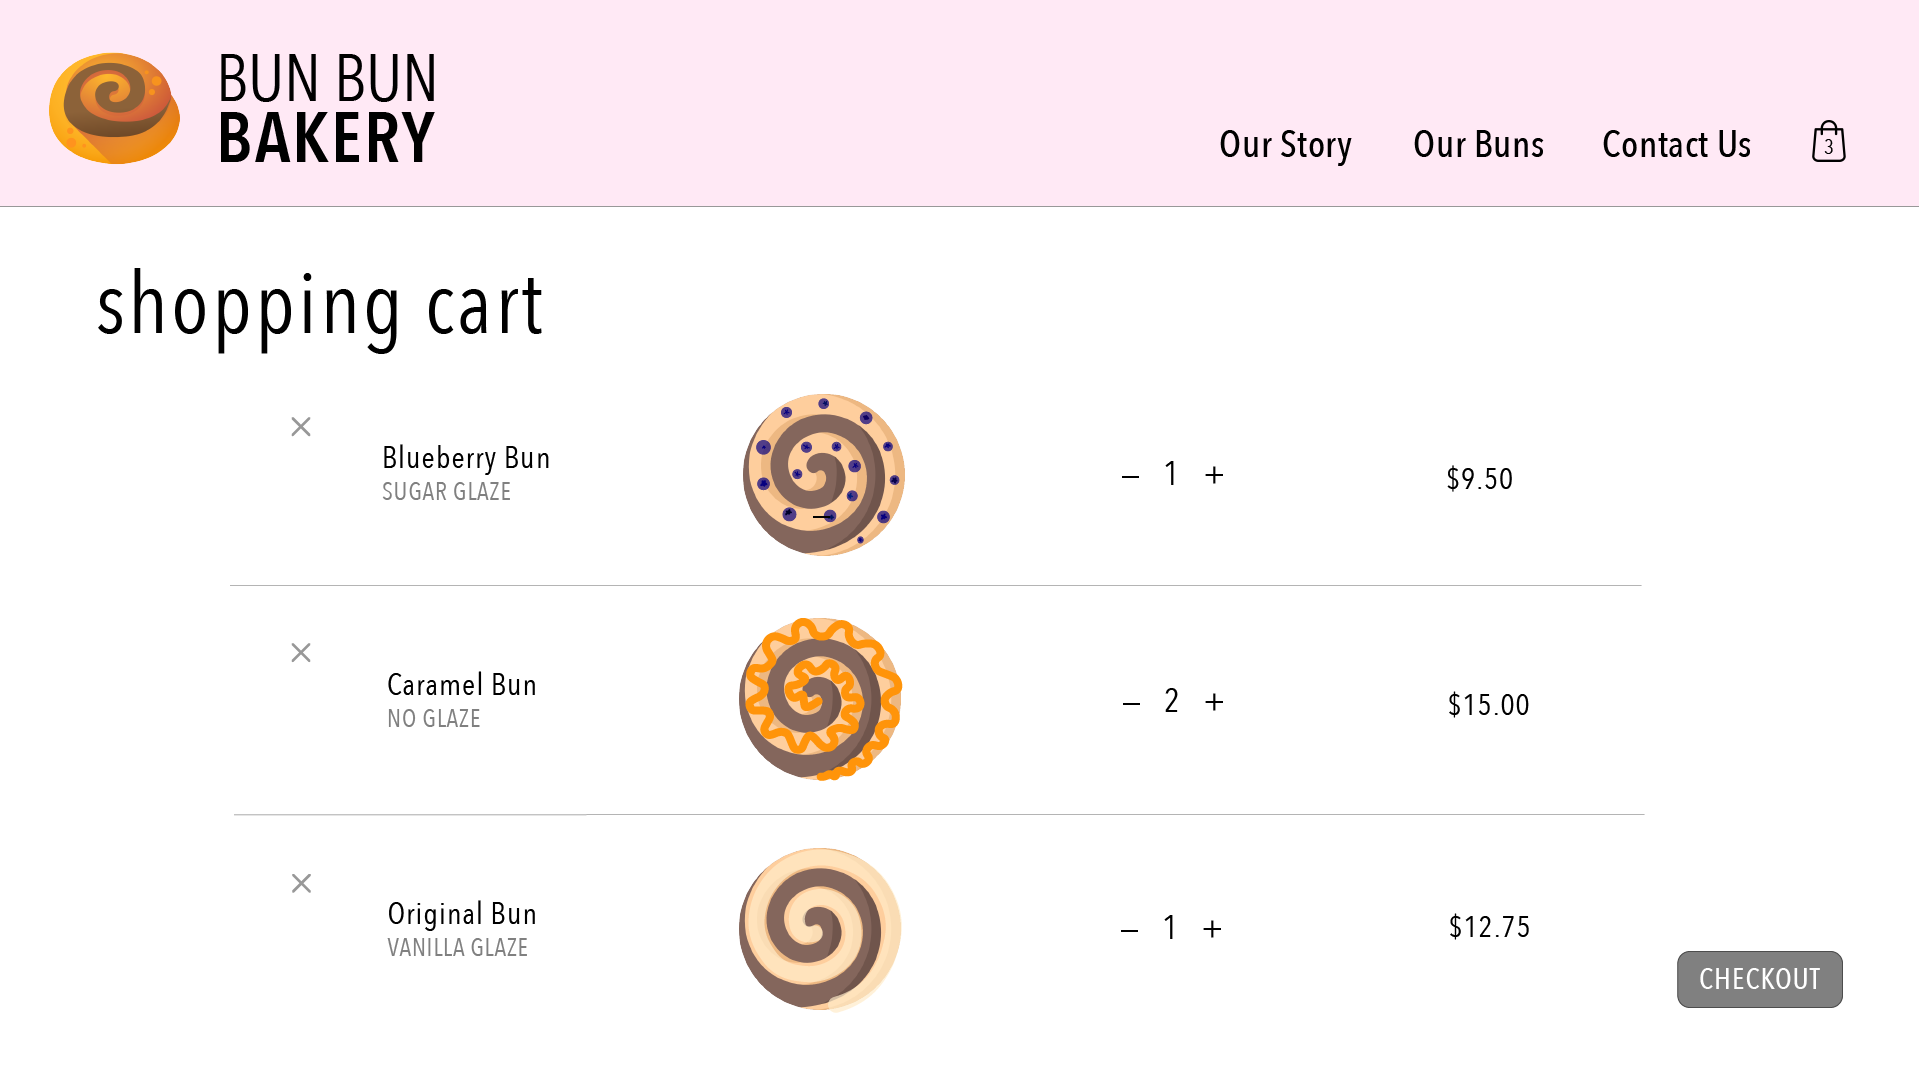 BUN BUN
BAKERY
Our Story Our Buns Contact Us 3
shopping cart
Blueberry Bun
SUGAR GLAZE
– 1 + $9.50
Caramel Bun
NO GLAZE
– 2 + $15.00
Original Bun
VANILLA GLAZE
– 1 + $12.75
CHECKOUT